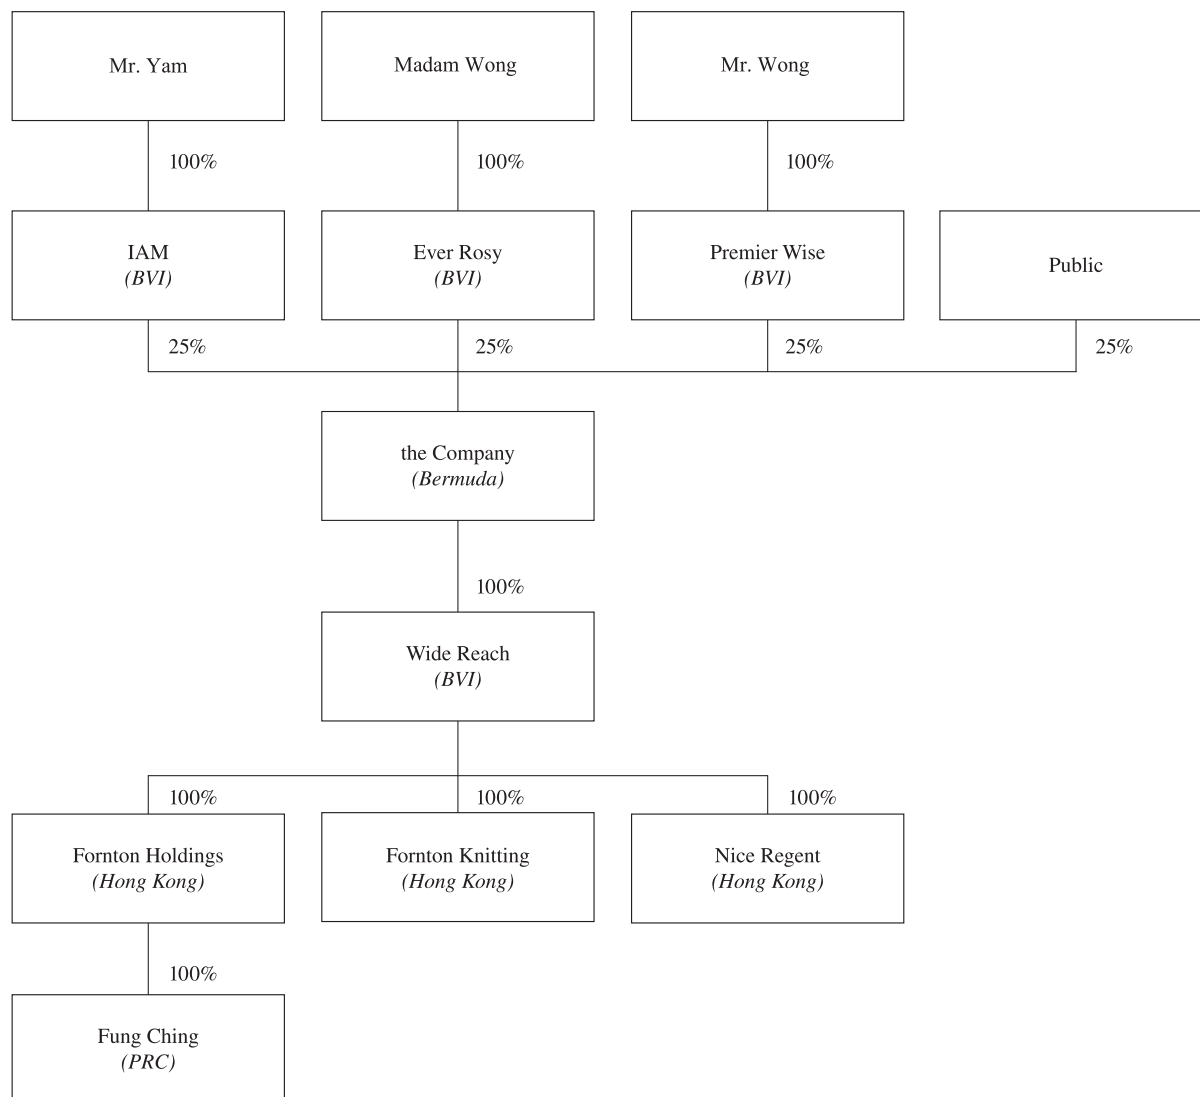 Mr. Yam
Madam Wong
Mr. Wong
100%
100%
100%
IAM
(BVI)
Ever Rosy
(BVI)
Premier Wise
(BVI)
Public
25%
25%
25%
25%
the Company
(Bermuda)
100%
Wide Reach
(BVI)
100%
100%
100%
Fornton Holdings
(Hong Kong)
Fornton Knitting
(Hong Kong)
Nice Regent
(Hong Kong)
100%
Fung Ching
(PRC)